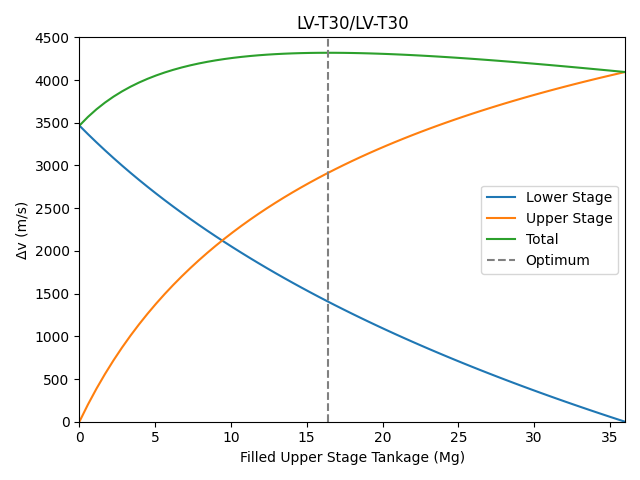 LV-T30/LV-T30
4500
4000
3500
3000
2500
2000
1500
1000
500
0
Δv (m/s)
Lower Stage
Upper Stage
Total
Optimum
0 5 10 15 20 25 30 35
Filled Upper Stage Tankage (Mg)